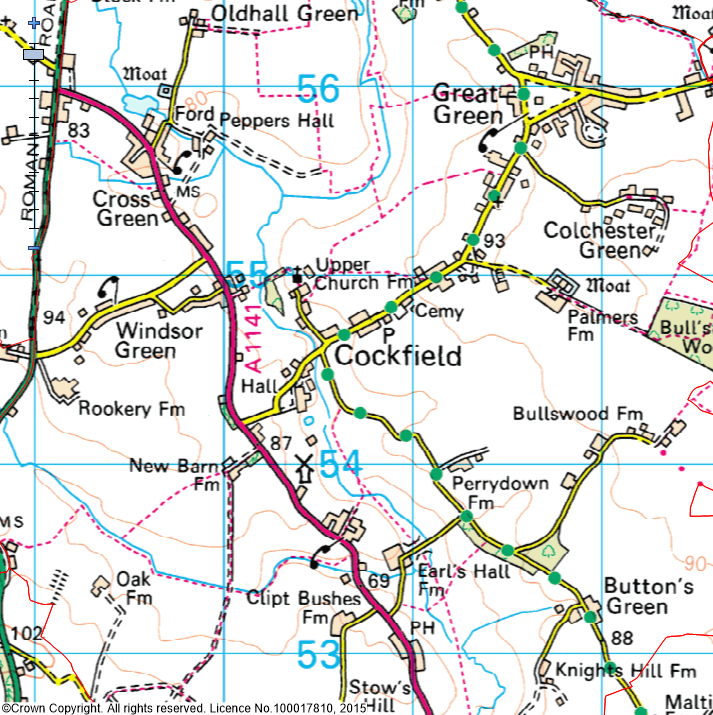 Oldhall Green
Fm
Moat
PH
Moat
56
Great
Green
80
Ford
Peppers Hall
83
ROMAN
MS
Cross
Green
93
Colchester
Green
55
Upper
Church Fm
Moat
94
Cemy
Palmers
Fm
Windsor
Green
A 1141
P
Bull's
Wo
Cockfield
Hall
Rookery Fm
Bullswood Fm
87
54
New Barn
Fm
Perrydown
Fm
MS
90
Earl's Hall
Fm
69
Oak
Fm
Clipt Bushes
Fm
Button's
Green
PH
102
88
53
Knights Hill Fm
Stow's
Hill
Malti
©Crown Copyright. All rights reserved. Licence No.100017810, 2015